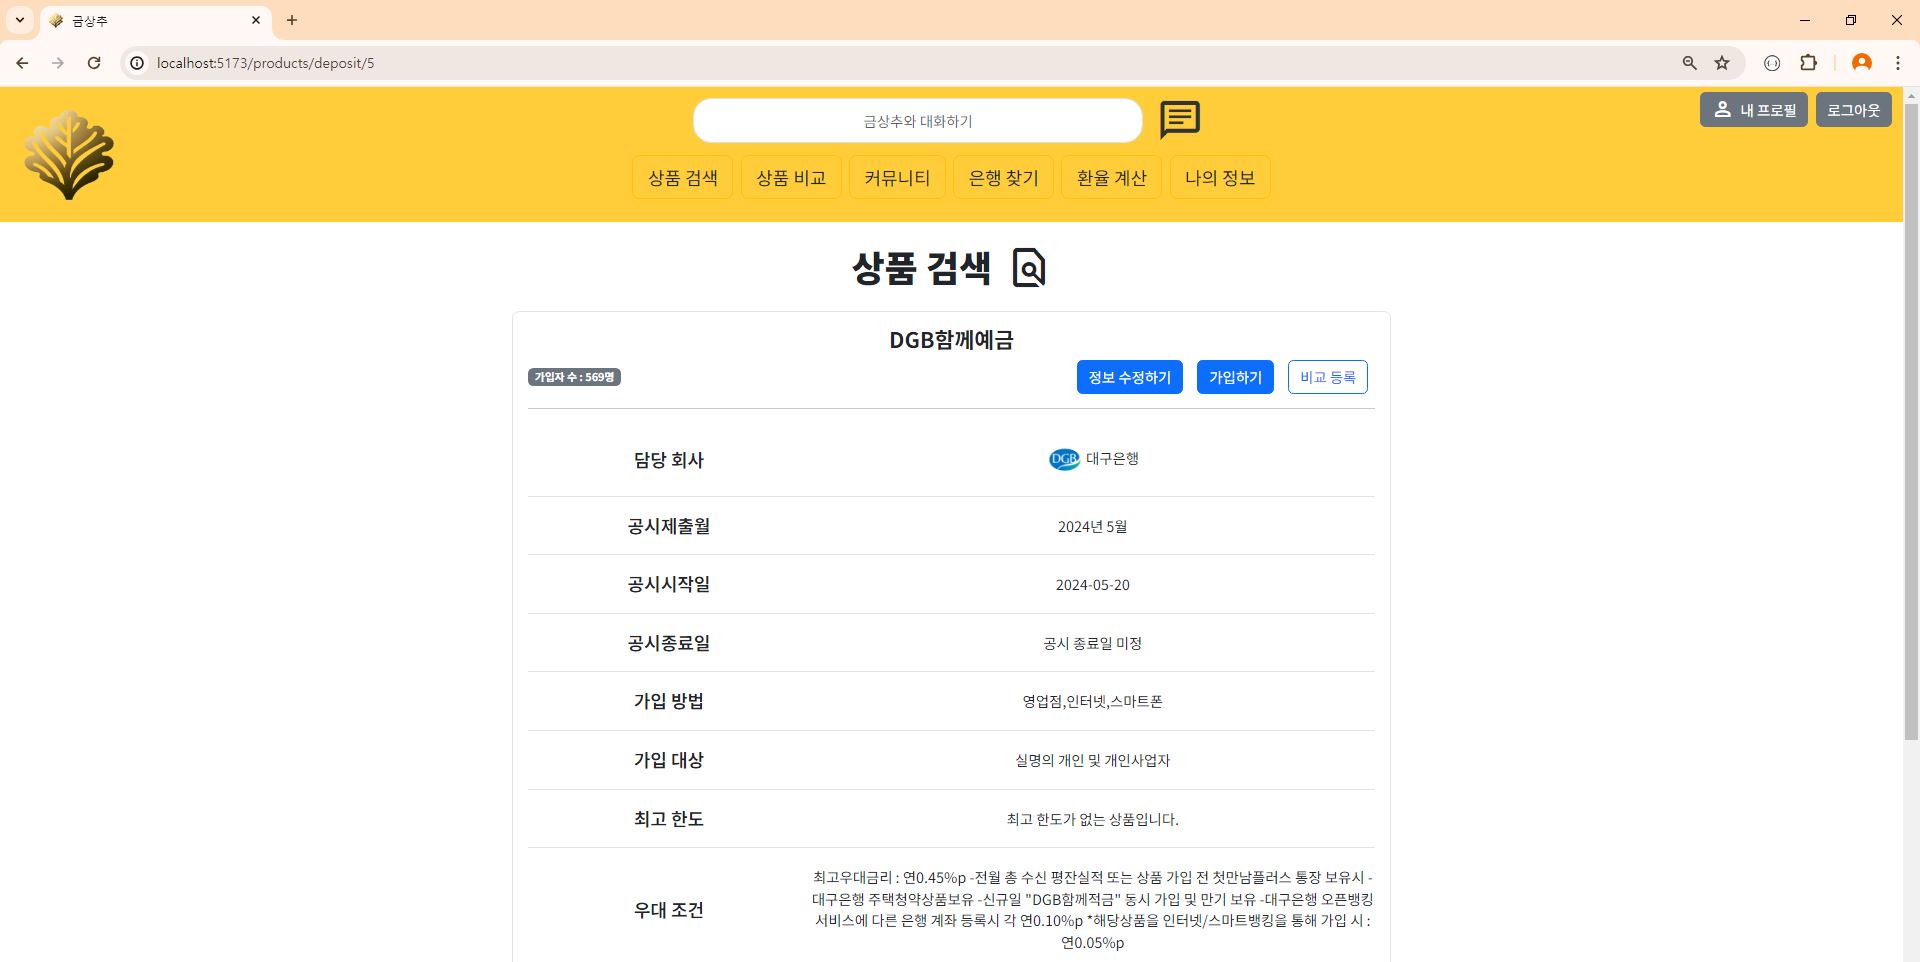 금상추
localhost:5173/products/deposit/5
금상추와 대화하기
내 프로필
로그아웃
상품 검색
상품 비교
커뮤니티
은행 찾기
환율 계산
나의 정보
상품 검색
DGB함께예금
가입자 수 : 569명
정보 수정하기
가입하기
비교 등록
담당 회사
DGB 대구은행
공시제출월
2024년 5월
공시시작일
2024-05-20
공시종료일
공시 종료일 미정
가입 방법
영업점,인터넷,스마트폰
가입 대상
실명의 개인 및 개인사업자
최고 한도
최고 한도가 없는 상품입니다.
우대 조건
최고우대금리 : 연0.45%p -전월 총 수신 평잔실적 또는 상품 가입 전 첫만남플러스 통장 보유시 -
대구은행 주택청약상품보유 -신규일 "DGB함께적금" 동시 가입 및 만기 보유 -대구은행 오픈뱅킹
서비스에 다른 은행 계좌 등록시 각 연0.10%p *해당상품을 인터넷/스마트뱅킹을 통해 가입 시 :
연0.05%p